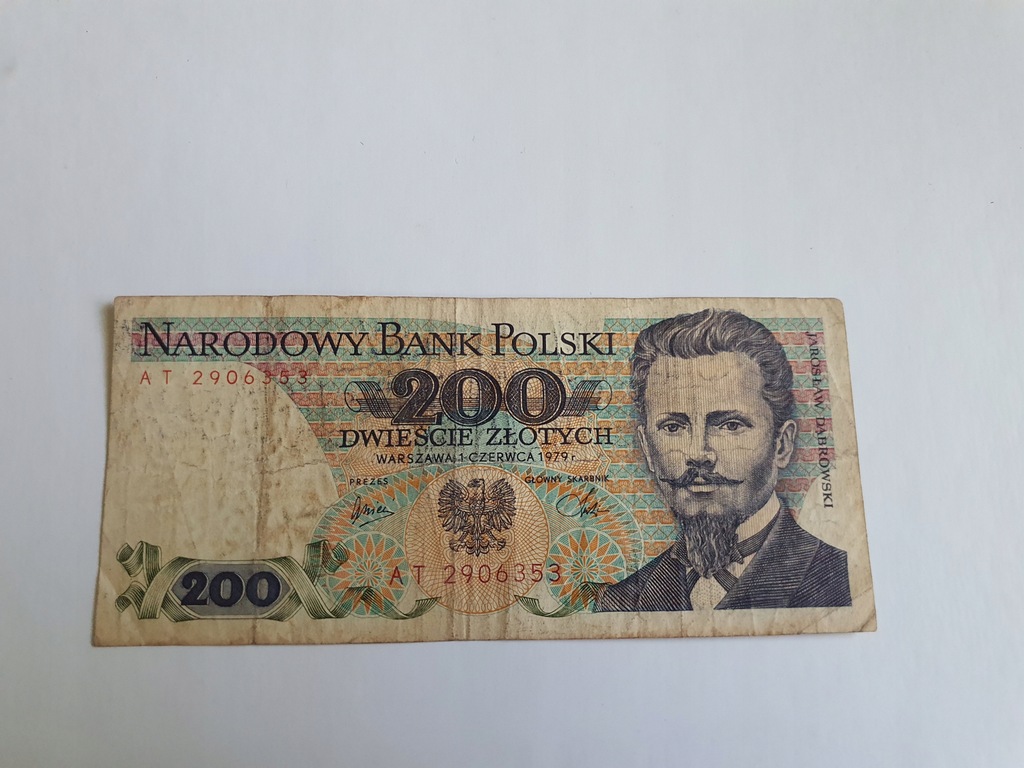 NARODOWY BANK POLSKI
AT 2906353
200
DWIEŚCIE ZŁOTYCH
WARSZAWA 1 CZERWCA 1979 r.
PREZES
GŁÓWNY SKARBNIK
AT 2906353
200
JAROSŁAW DĄBROWSKI